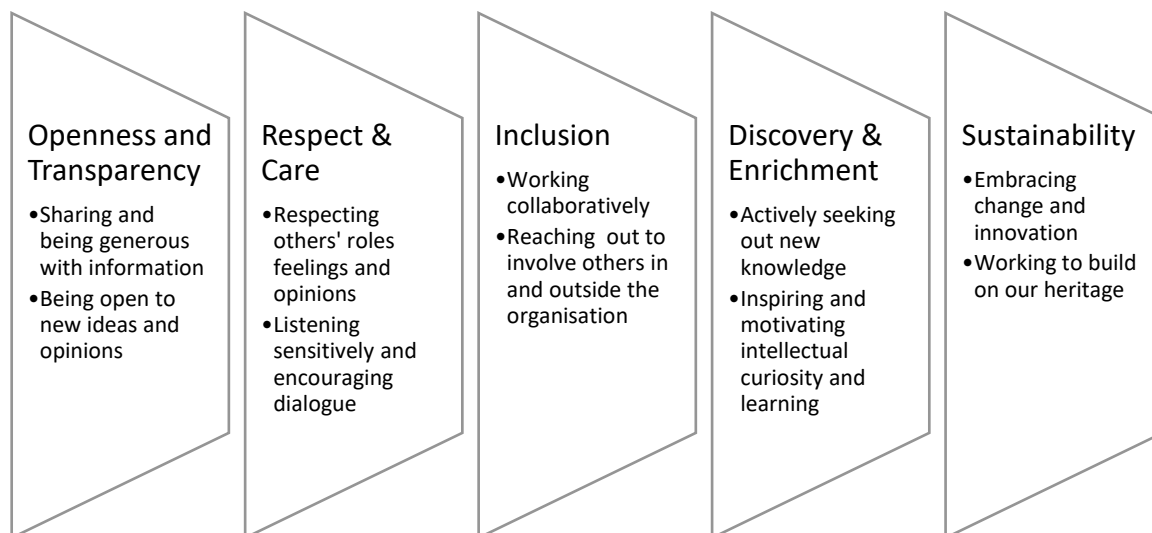 Openness and
Transparency
•Sharing and
being generous
with information
•Being open to
new ideas and
opinions
Respect &
Care
•Respecting
others' roles
feelings and
opinions
•Listening
sensitively and
encouraging
dialogue
Inclusion
•Working
collaboratively
•Reaching  out to
involve others in
and outside the
organisation
Discovery &
Enrichment
•Actively seeking
out new
knowledge
•Inspiring and
motivating
intellectual
curiosity and
learning
Sustainability
•Embracing
change and
innovation
•Working to build
on our heritage